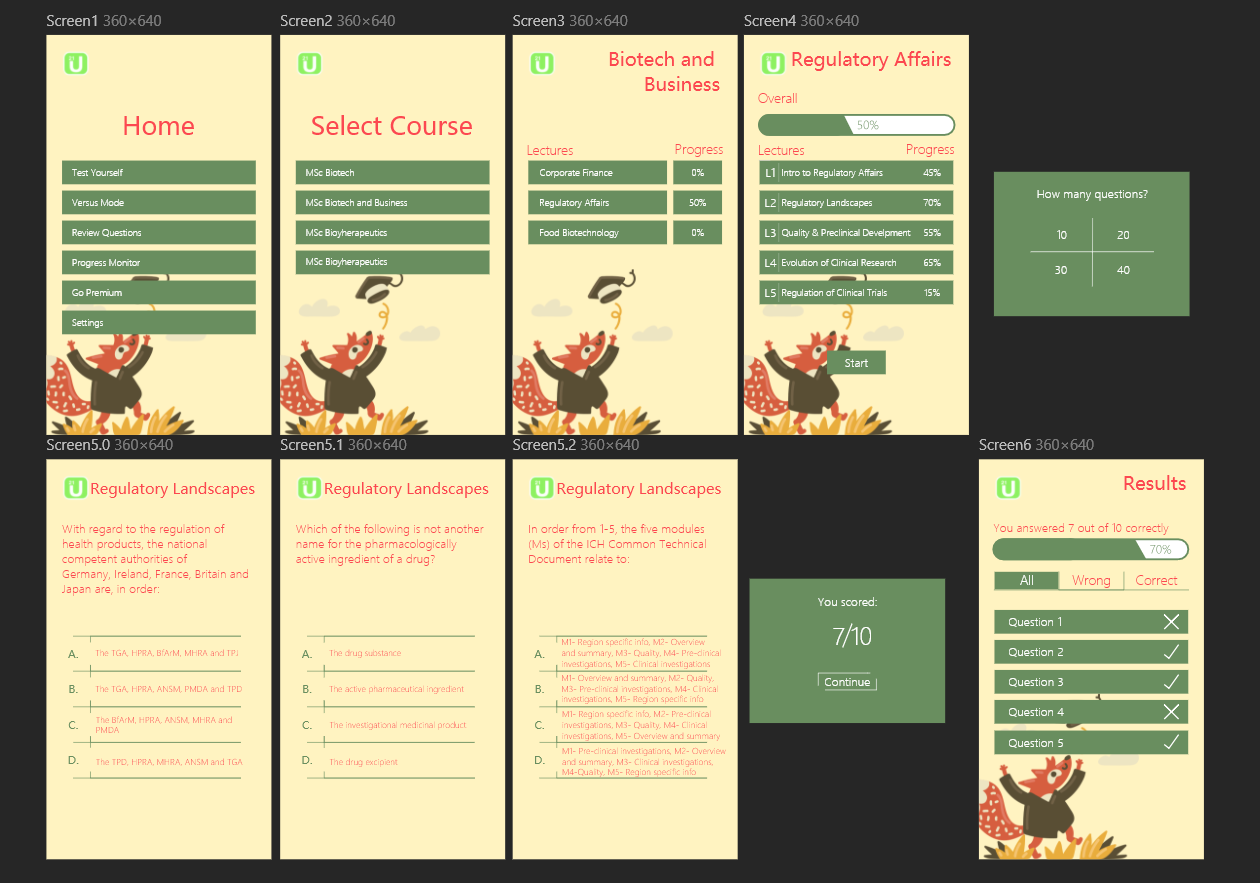 Screen1 360×640
U
Home
Test Yourself
Versus Mode
Review Questions
Progress Monitor
Go Premium
Settings
Screen2 360×640
U
Select Course
MSc Biotech
MSc Biotech and Business
MSc Bioyherapeutics
MSc Bioyherapeutics
Screen3 360×640
U
Biotech and
Business
Lectures Progress
Corporate Finance 0%
Regulatory Affairs 50%
Food Biotechnology 0%
Screen4 360×640
U Regulatory Affairs
Overall
50%
Lectures Progress
L1 Intro to Regulatory Affairs 45%
L2 Regulatory Landscapes 70%
L3 Quality & Preclinical Develpment 55%
L4 Evolution of Clinical Research 65%
L5 Regulation of Clinical Trials 15%
Start
How many questions?
10 20
30 40
Screen5.0 360×640
U Regulatory Landscapes
With regard to the regulation of
health products, the national
competent authorities of
Germany, Ireland, France, Britain and
Japan are, in order:
A. The TGA, HPRA, BfArM, MHRA and TPJ
B. The TGA, HPRA, ANSM, PMDA and TPD
C. The BfArM, HPRA, ANSM, MHRA and
PMDA
D. The TPD, HPRA, MHRA, ANSM and TGA
Screen5.1 360×640
U Regulatory Landscapes
Which of the following is not another
name for the pharmacologically
active ingredient of a drug?
A. The drug substance
B. The active pharmaceutical ingredient
C. The investigational medicinal product
D. The drug excipient
Screen5.2 360×640
U Regulatory Landscapes
In order from 1-5, the five modules
(Ms) of the ICH Common Technical
Document relate to:
A. M1- Region specific info, M2- Overview
and summary, M3- Quality, M4- Pre-clinical
investigations, M5- Clinical investigations
B. M1- Overview and summary, M2- Quality,
M3- Pre-clinical investigations, M4- Clinical
investigations, M5- Region specific info
C. M1- Region specific info, M2- Pre-clinical
investigations, M3- Quality, M4- Clinical
investigations, M5- Overview and summary
D. M1- Pre-clinical investigations, M2- Overview
and summary, M3- Clinical investigations,
M4-Quality, M5- Region specific info
You scored:
7/10
Continue
Screen6 360×640
U
Results
You answered 7 out of 10 correctly
70%
All Wrong Correct
Question 1
Question 2
Question 3
Question 4
Question 5